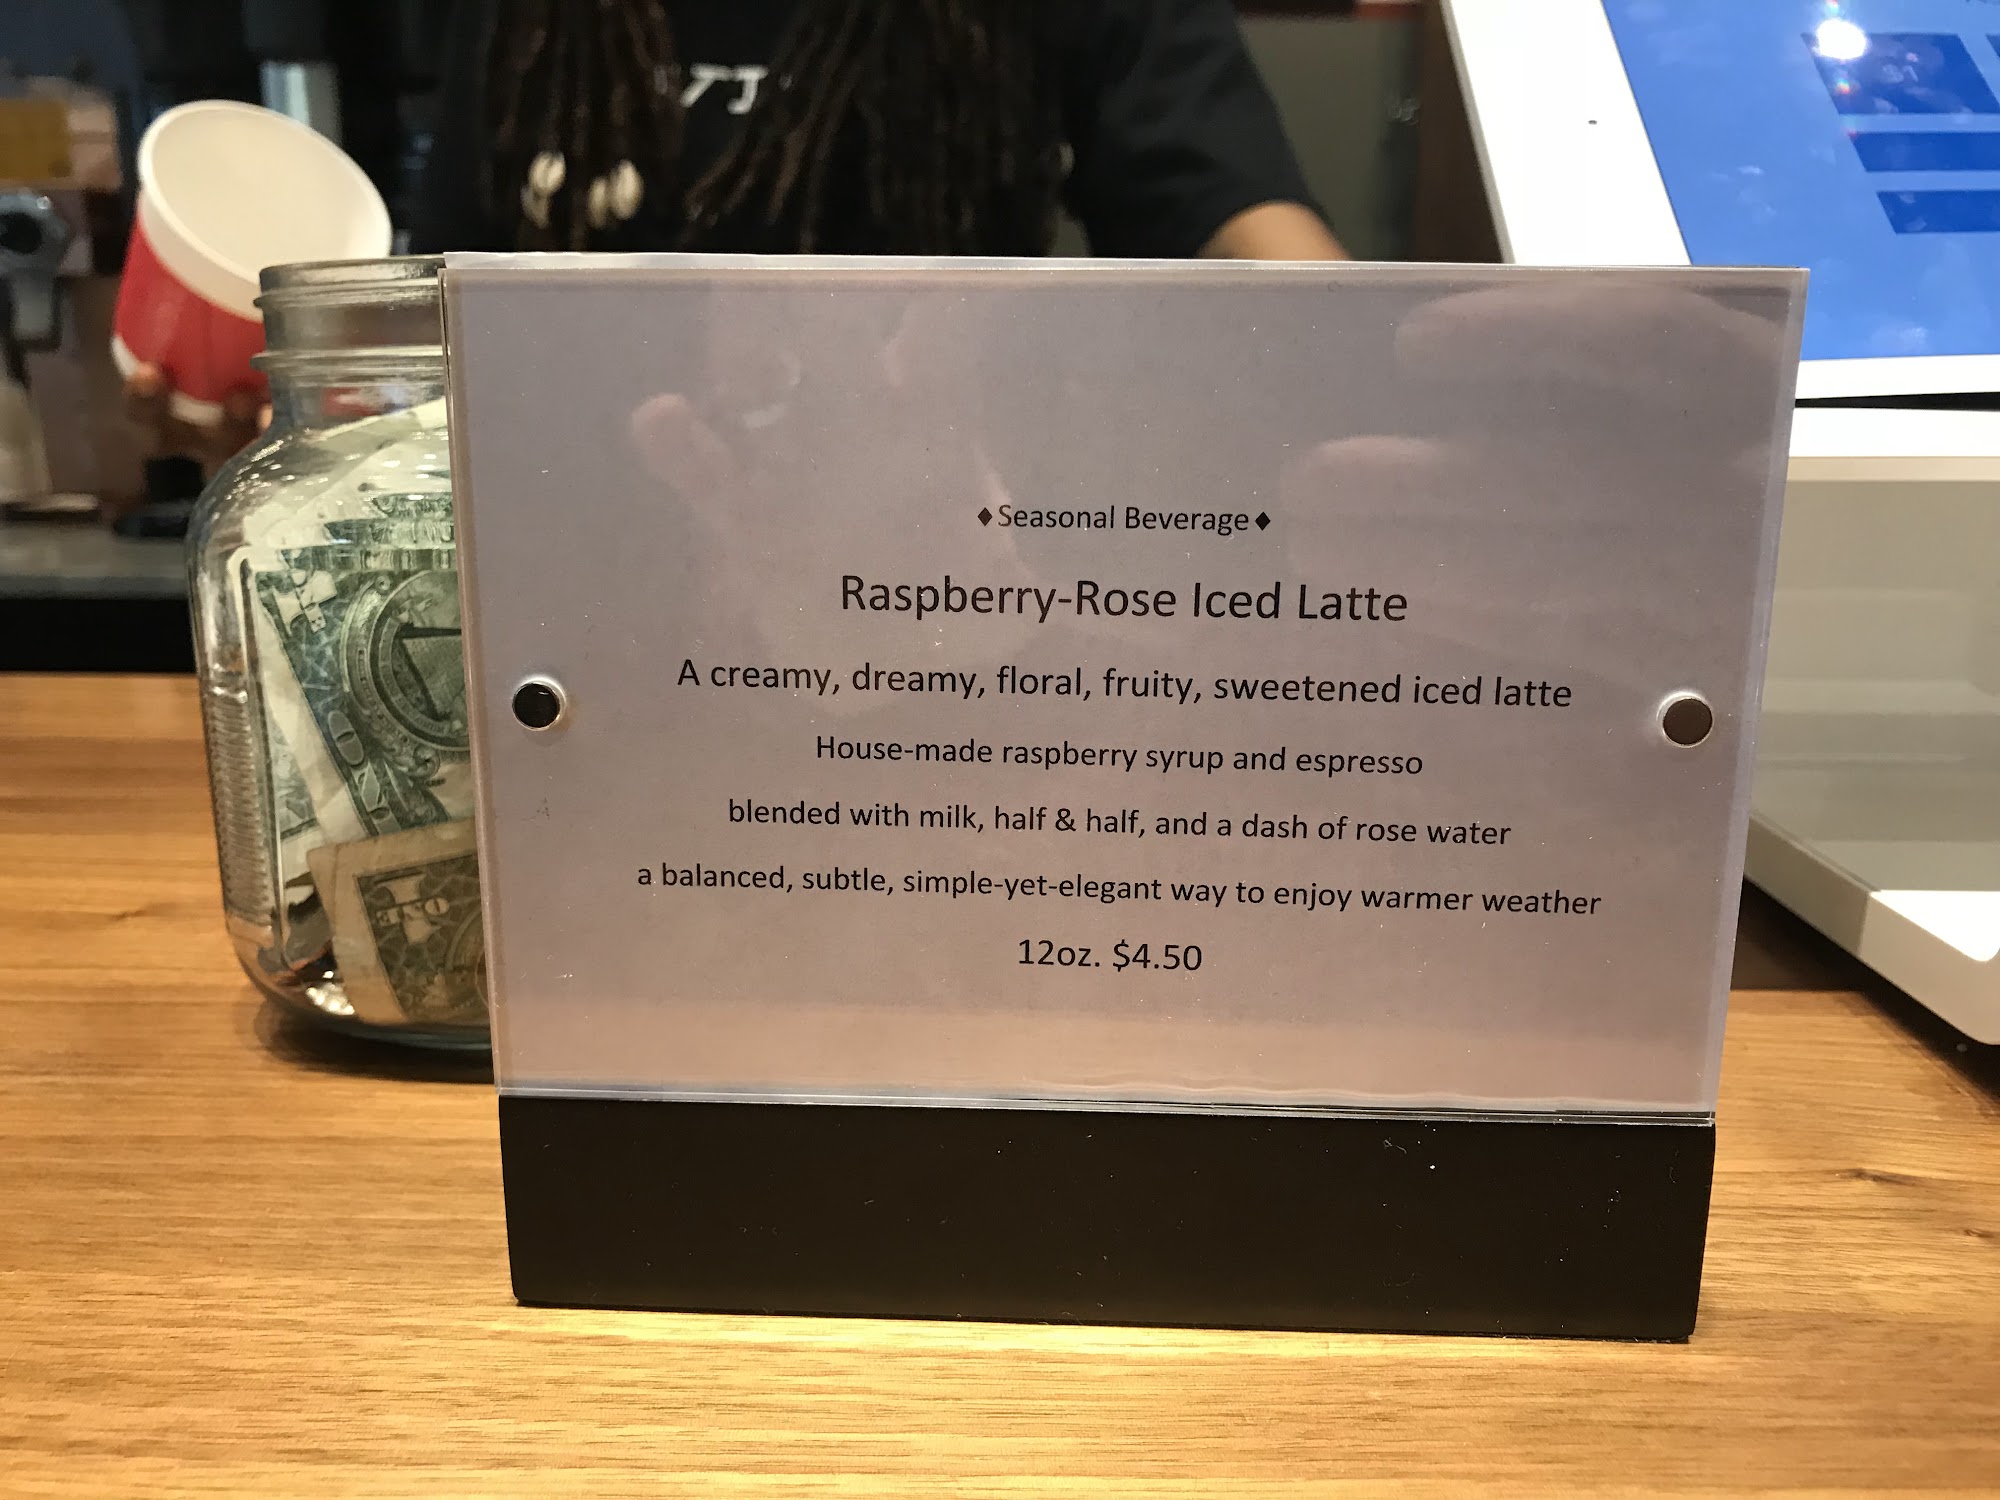 ♦Seasonal Beverage♦
Raspberry-Rose Iced Latte
A creamy, dreamy, floral, fruity, sweetened iced latte
House-made raspberry syrup and espresso
blended with milk, half & half, and a dash of rose water
a balanced, subtle, simple-yet-elegant way to enjoy warmer weather
12oz. $4.50
ONE